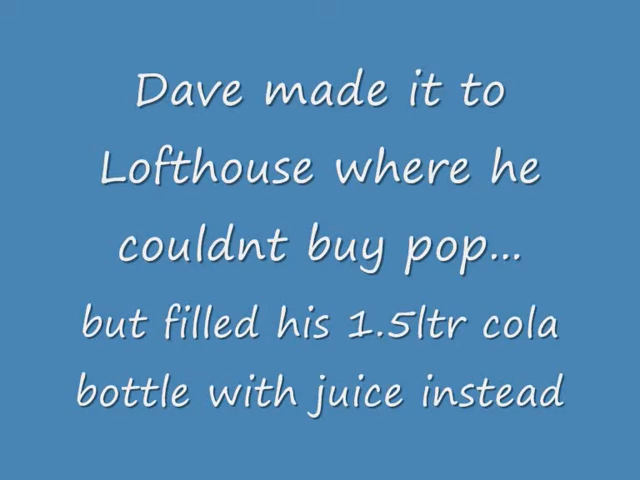 Dave made it to
Lofthouse where he
couldnt buy pop...
but filled his 1.5ltr cola
bottle with juice instead